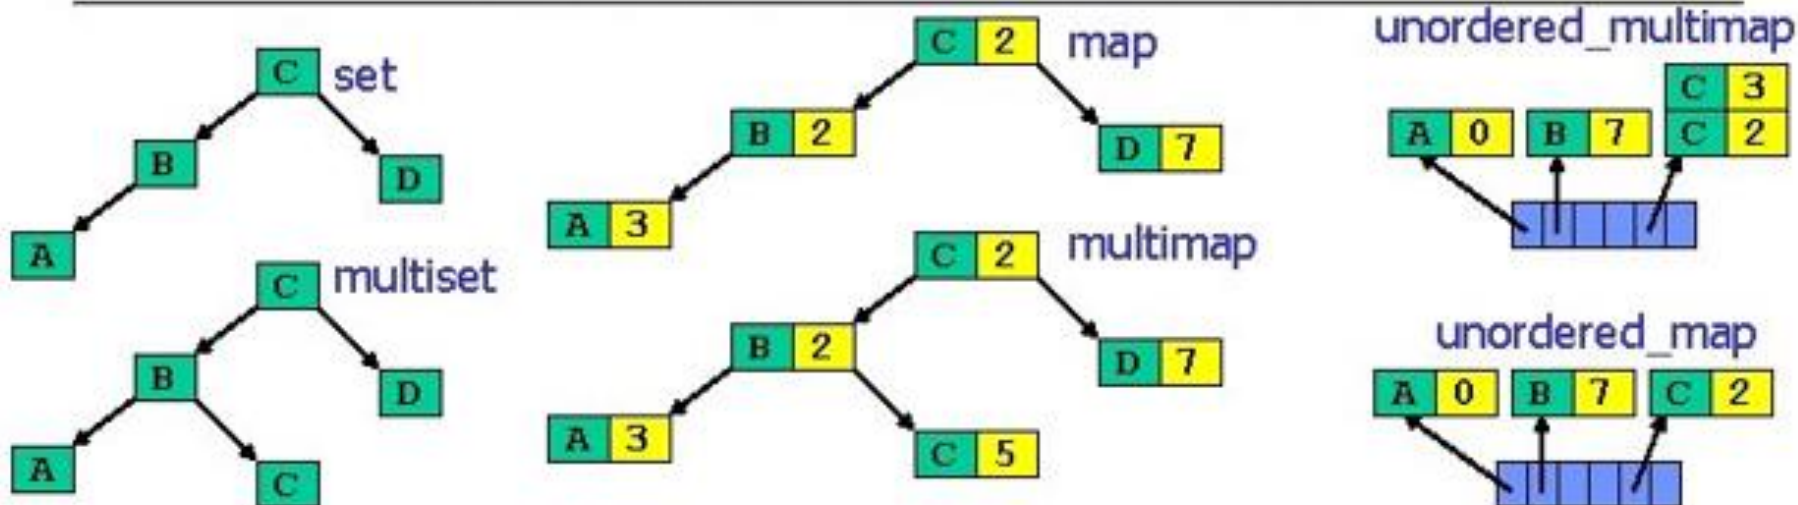 set
C
B
D
A
multiset
C
B
D
A
C
map
C 2
B 2
D 7
A 3
multimap
C 2
B 2
D 7
A 3
C 5
unordered_multimap
C 3
A 0 B 7 C 2
unordered_map
A 0 B 7 C 2